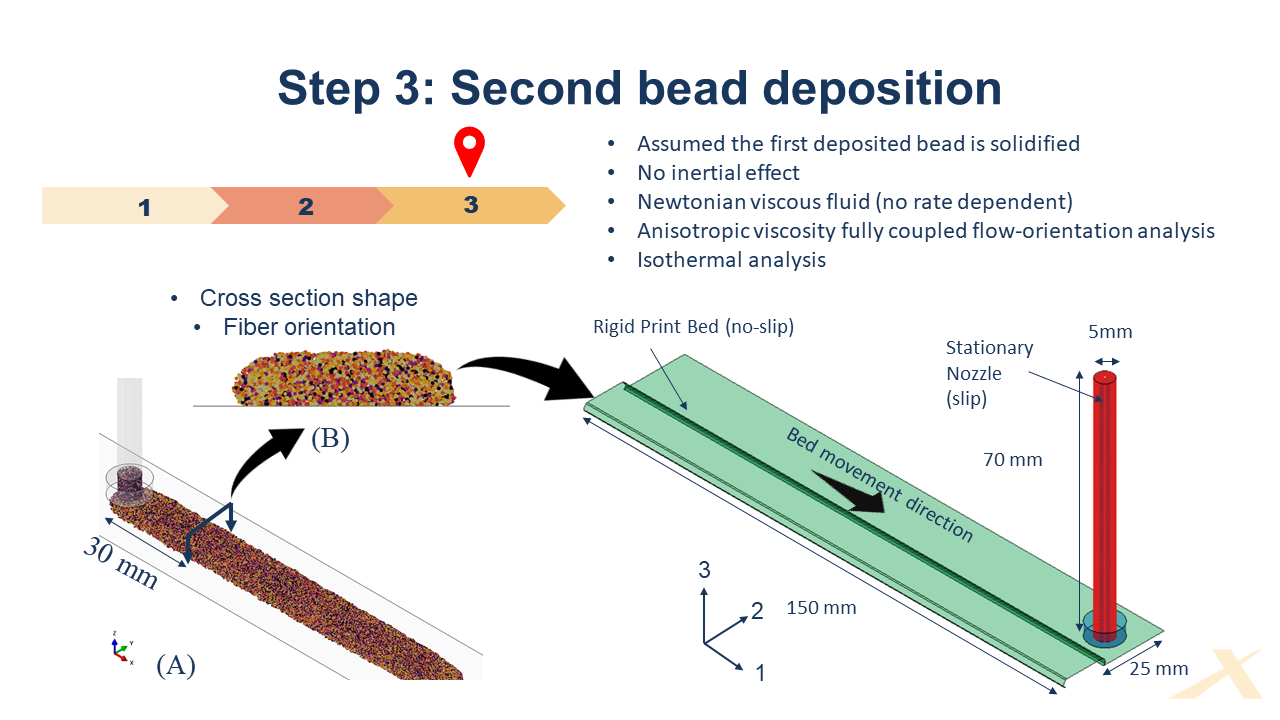 Step 3: Second bead deposition
1
2
3
• Assumed the first deposited bead is solidified
• No inertial effect
• Newtonian viscous fluid (no rate dependent)
• Anisotropic viscosity fully coupled flow-orientation analysis
• Isothermal analysis
• Cross section shape
• Fiber orientation
(B)
30 mm
Z
Y
X
(A)
Rigid Print Bed (no-slip)
Stationary
Nozzle
(slip)
5mm
70 mm
Bed movement direction
3
2
1
150 mm
25 mm